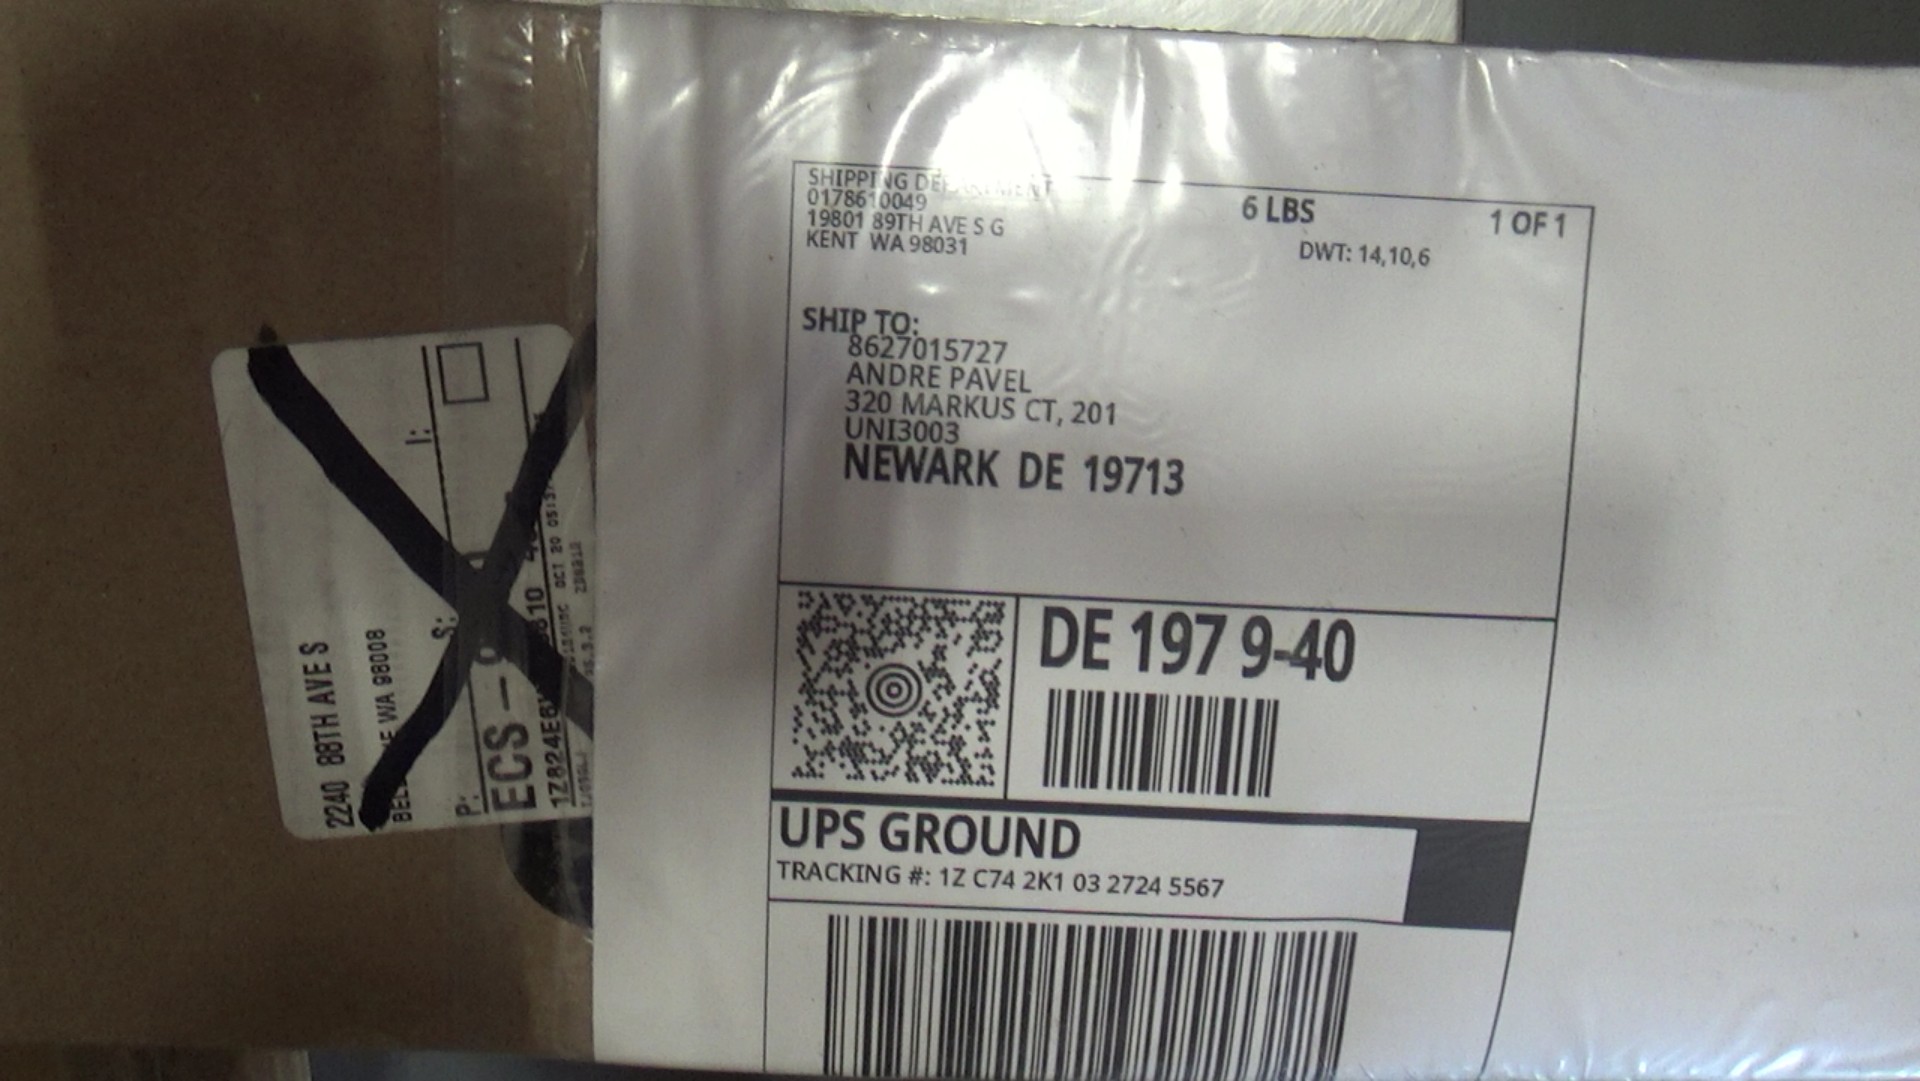 SHIPPING DEPARTMENT
0178610049
19801 89TH AVE S G
KENT WA 98031
6 LBS
1 OF 1
DWT: 14,10,6
SHIP TO:
8627015727
ANDRE PAVEL
320 MARKUS CT, 201
UNI3003
NEWARK DE 19713
DE 197 9-40
UPS GROUND
TRACKING #: 1Z C74 2K1 03 2724 5567
2240 88TH AVE S
WA 98008
P:
S:
I:
ECS-
OCT 20